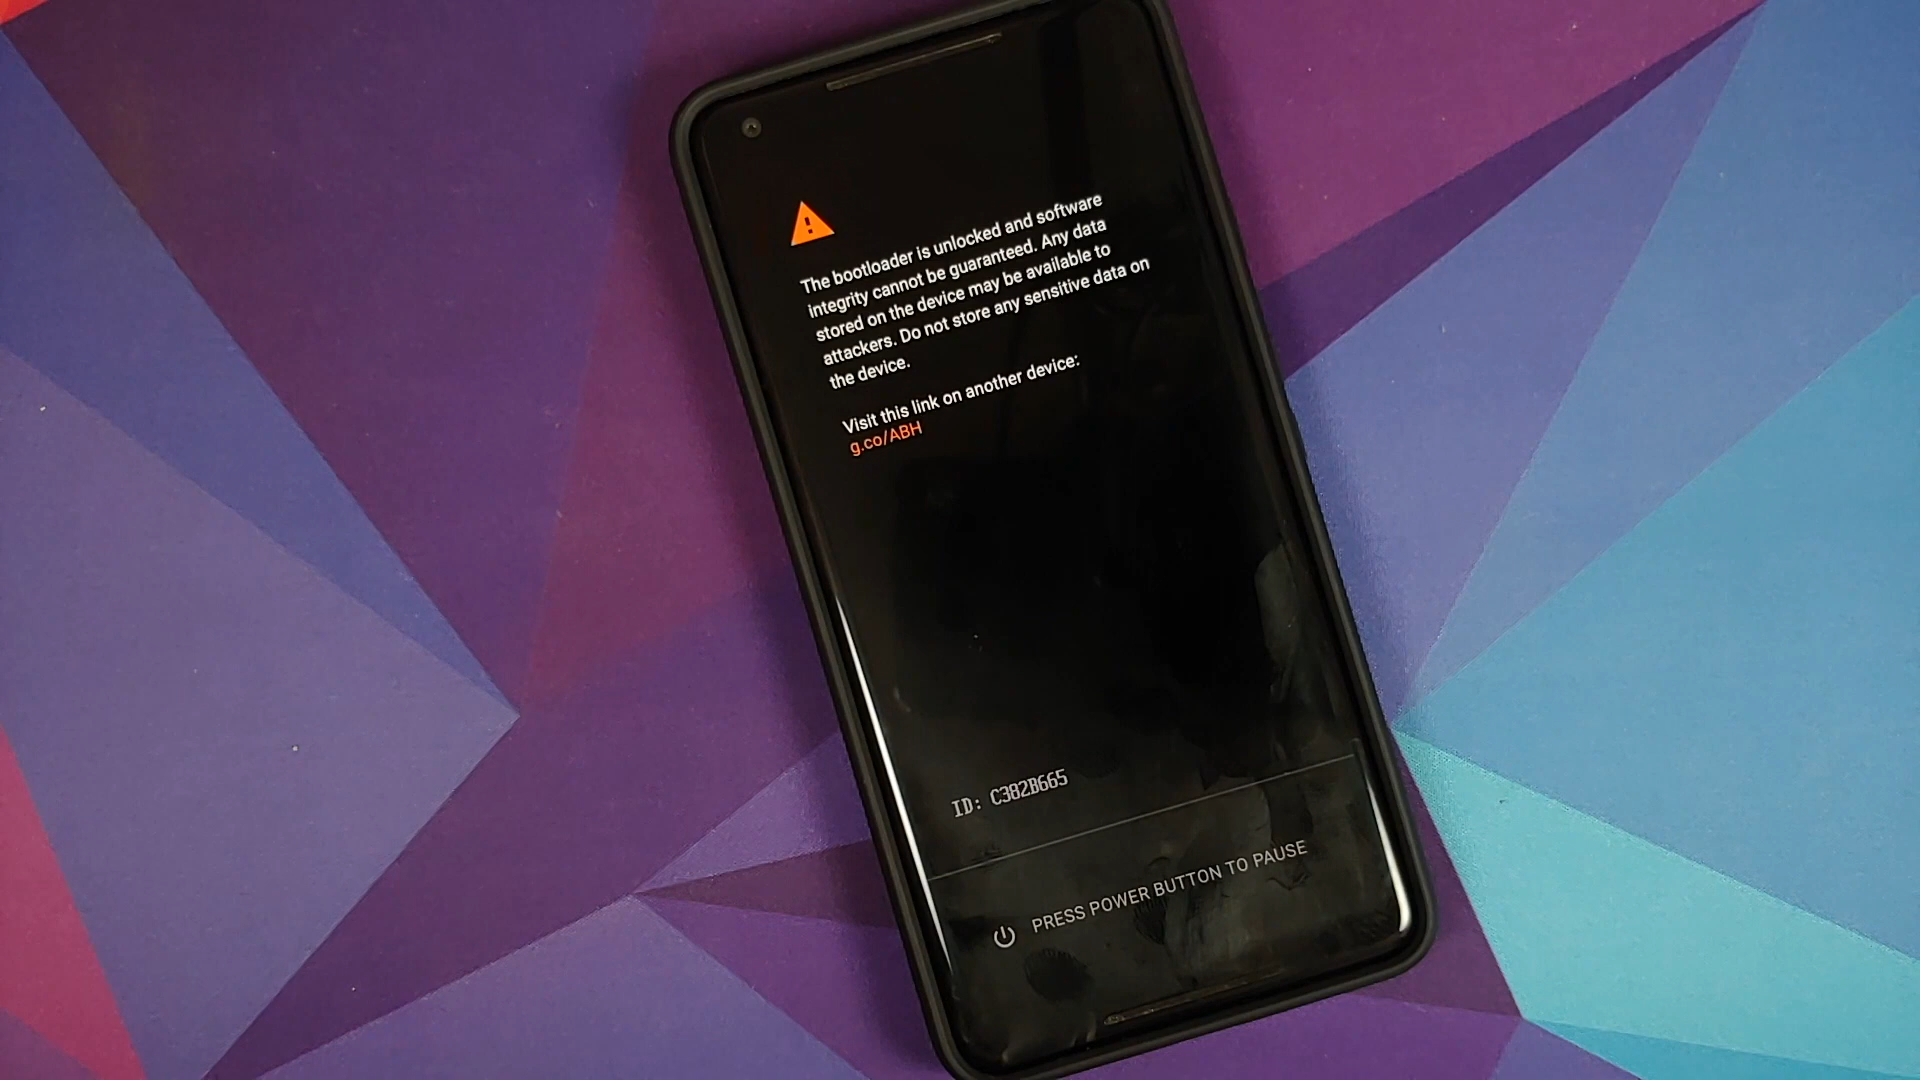 The bootloader is unlocked and software
integrity cannot be guaranteed. Any data
stored on the device may be available to
attackers. Do not store any sensitive data on
the device.
Visit this link on another device:
g.co/ABH
ID: C382B665
PRESS POWER BUTTON TO PAUSE